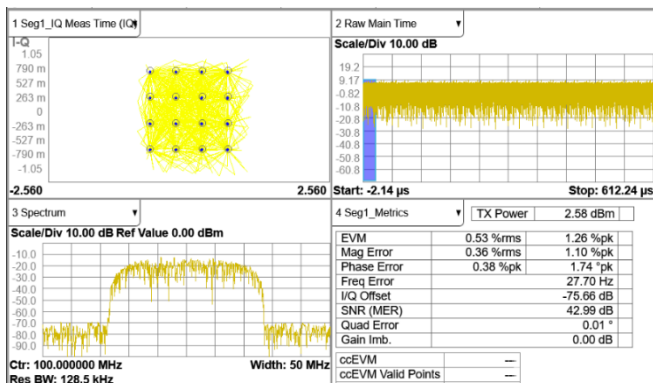 1 Seg1_IQ Meas Time (IQ)
I-Q
1.05
790 m
527 m
263 m
0
-263 m
-527 m
-790 m
-1.05
-2.560 2.560
2 Raw Main Time
Scale/Div 10.00 dB
19.2
9.17
-0.82
-10.8
-20.8
-30.8
-40.8
-50.8
-60.8
Start: -2.14 µs Stop: 612.24 µs
3 Spectrum
Scale/Div 10.00 dB Ref Value 0.00 dBm
-10.0
-20.0
-30.0
-40.0
-50.0
-60.0
-70.0
-80.0
-90.0
Ctr: 100.000000 MHz Width: 50 MHz
Res BW: 128.5 kHz
4 Seg1_Metrics TX Power 2.58 dBm
EVM 0.53 %rms 1.26 %pk
Mag Error 0.36 %rms 1.10 %pk
Phase Error 0.38 %pk 1.74 °pk
Freq Error 27.70 Hz
I/Q Offset -75.66 dB
SNR (MER) 42.99 dB
Quad Error 0.01 °
Gain Imb. 0.00 dB
ccEVM ---
ccEVM Valid Points ---